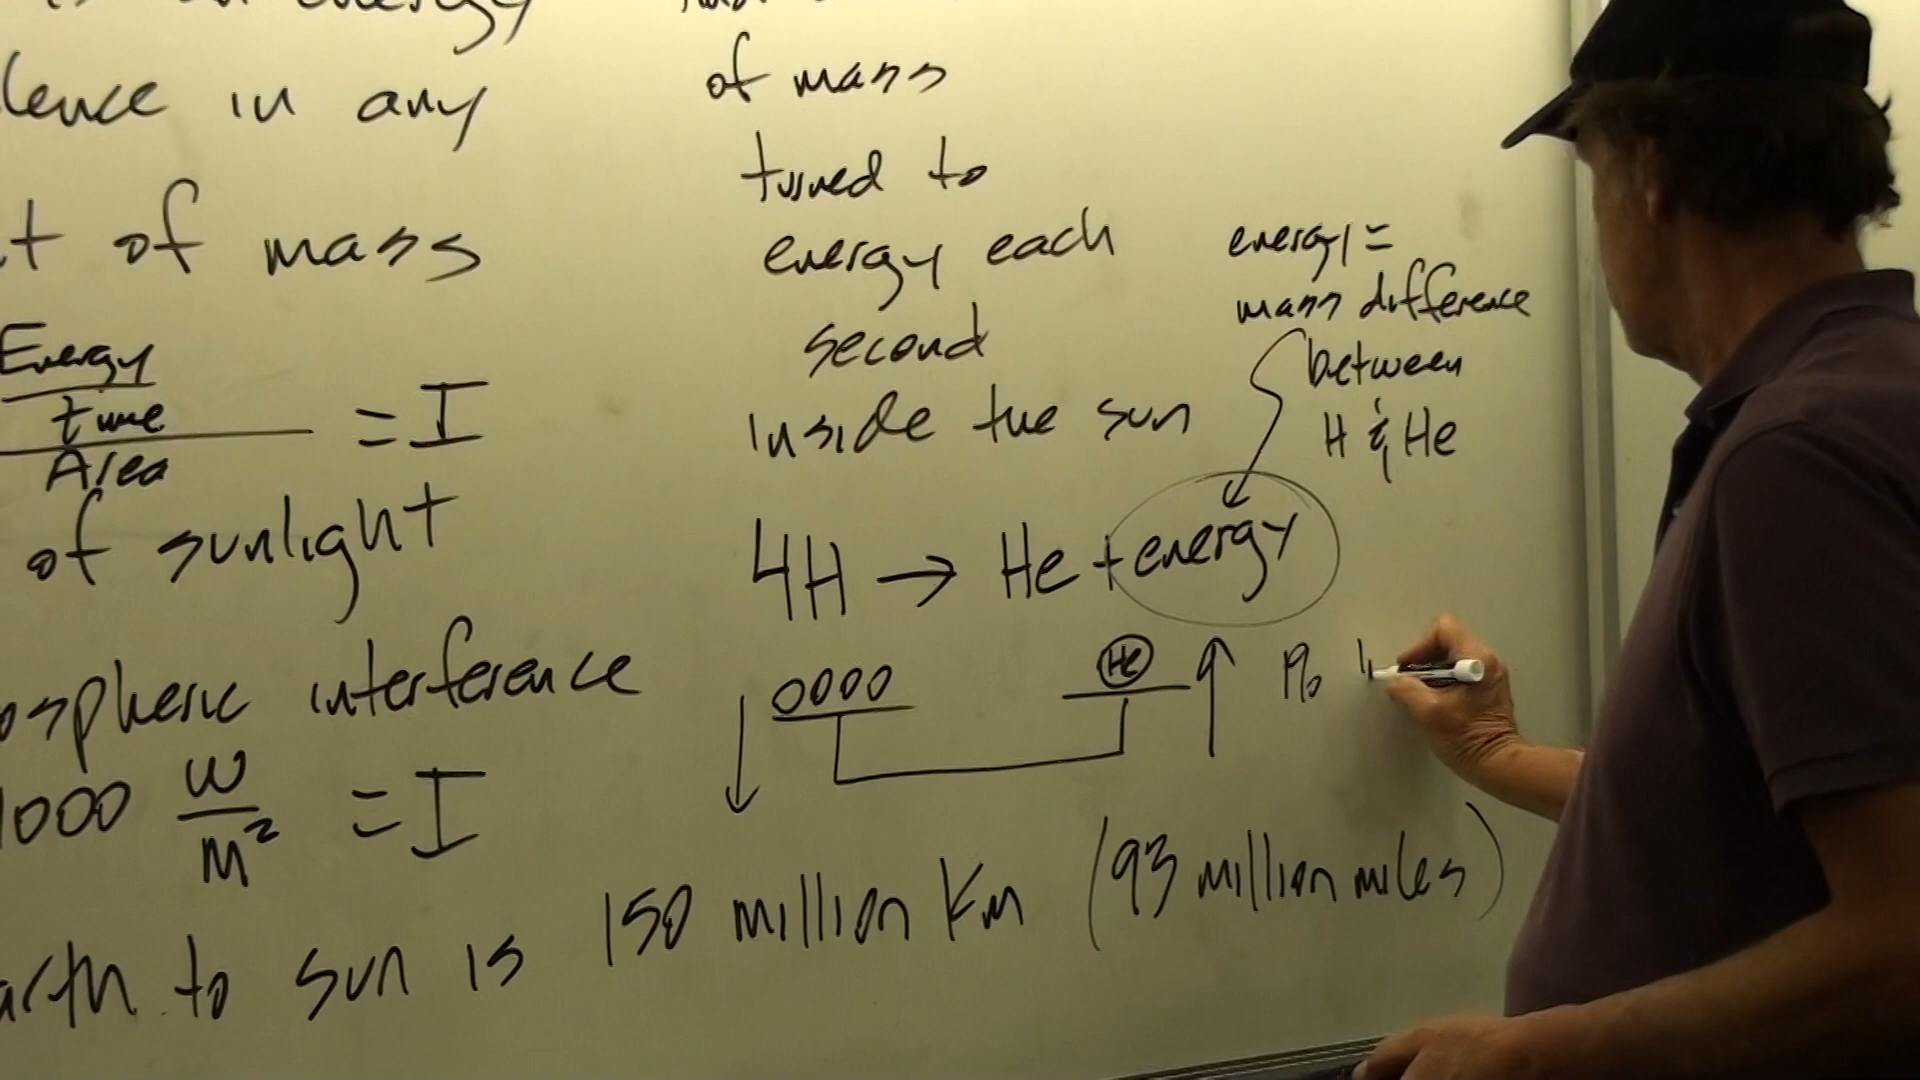 energy
lence in any
t of mass
Energy
time
Area
= I
of sunlight
ospheric interference
1000 W
m²
= I
arth to sun is 150 million Km (93 million miles)
of mass
turned to
energy each
second
inside the sun
energy =
mass difference
between
H & He
4H → He + energy
0000
He
1%